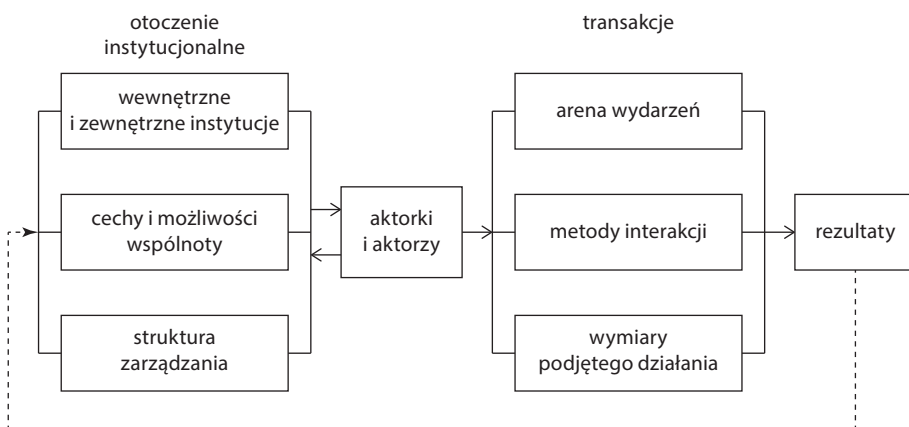 otoczenie
instytucjonalne
transakcje
wewnętrzne
i zewnętrzne instytucje
cechy i możliwości
wspólnoty
struktura
zarządzania
aktorki
i aktorzy
arena wydarzeń
metody interakcji
wymiary
podjętego działania
rezultaty